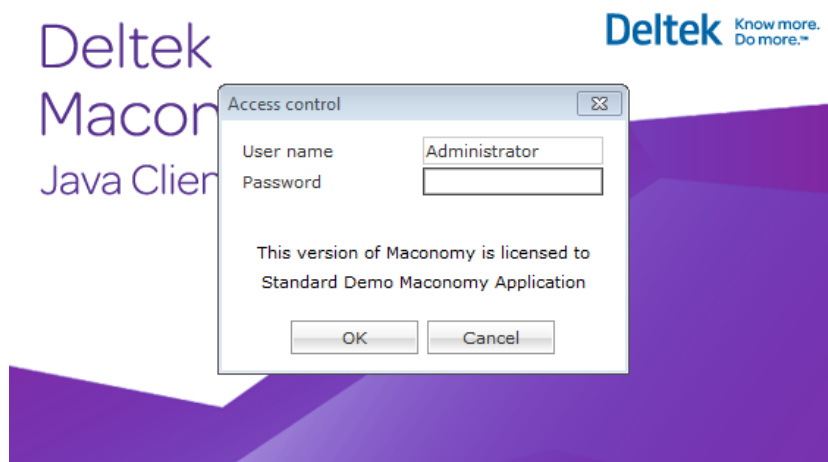 Deltek
Know more.
Do more.™
Deltek
Macon
Java Clien
Access control
User name
Administrator
Password
This version of Maconomy is licensed to
Standard Demo Maconomy Application
OK
Cancel